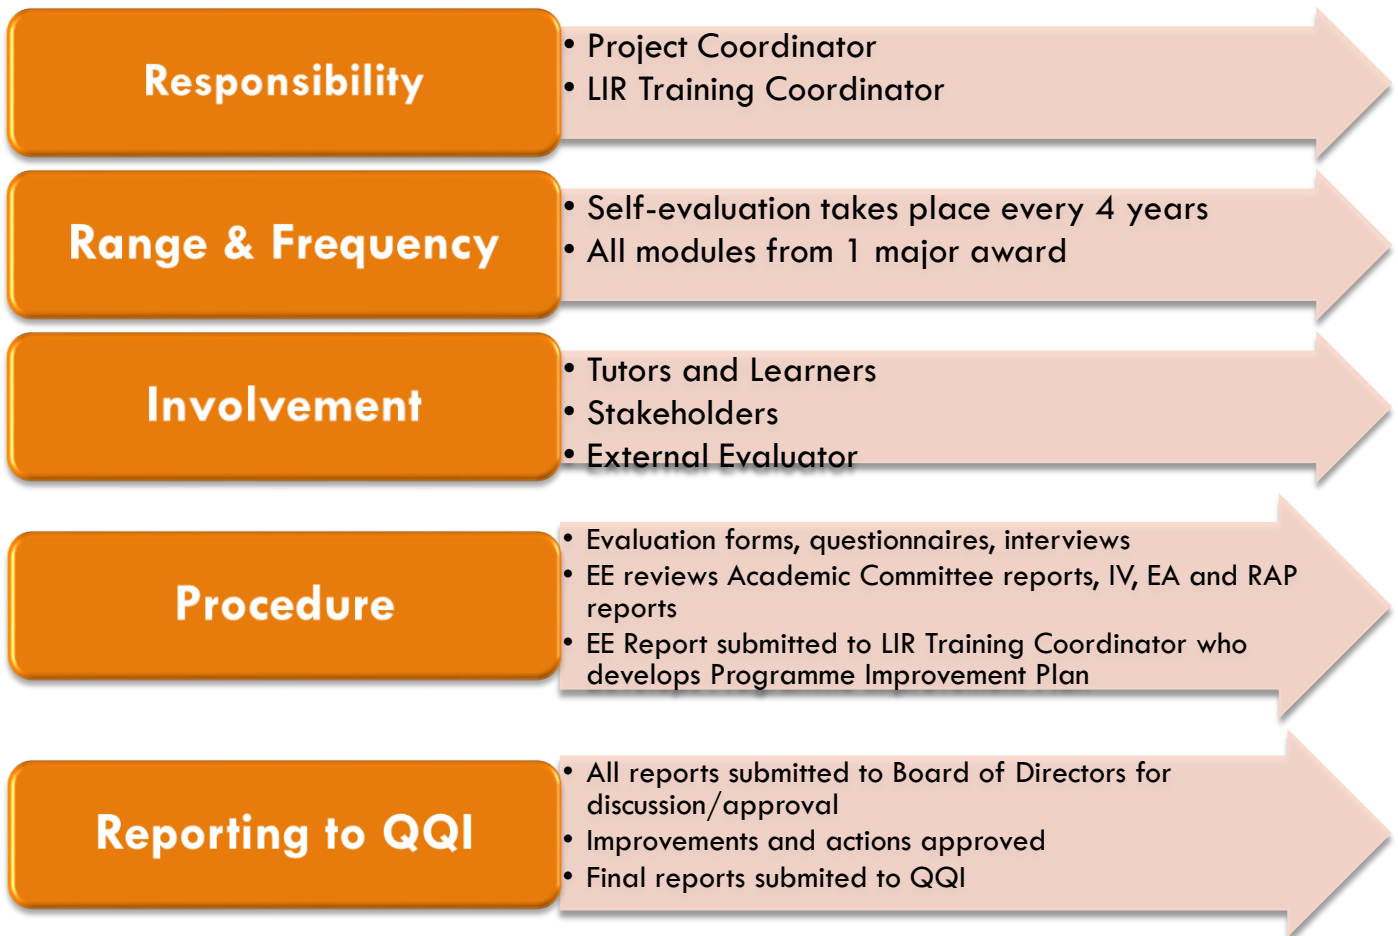 Responsibility
• Project Coordinator
• LIR Training Coordinator
Range & Frequency
• Self-evaluation takes place every 4 years
• All modules from 1 major award
Involvement
• Tutors and Learners
• Stakeholders
• External Evaluator
Procedure
• Evaluation forms, questionnaires, interviews
• EE reviews Academic Committee reports, IV, EA and RAP
reports
• EE Report submitted to LIR Training Coordinator who
develops Programme Improvement Plan
Reporting to QQI
• All reports submitted to Board of Directors for
discussion/approval
• Improvements and actions approved
• Final reports submited to QQI